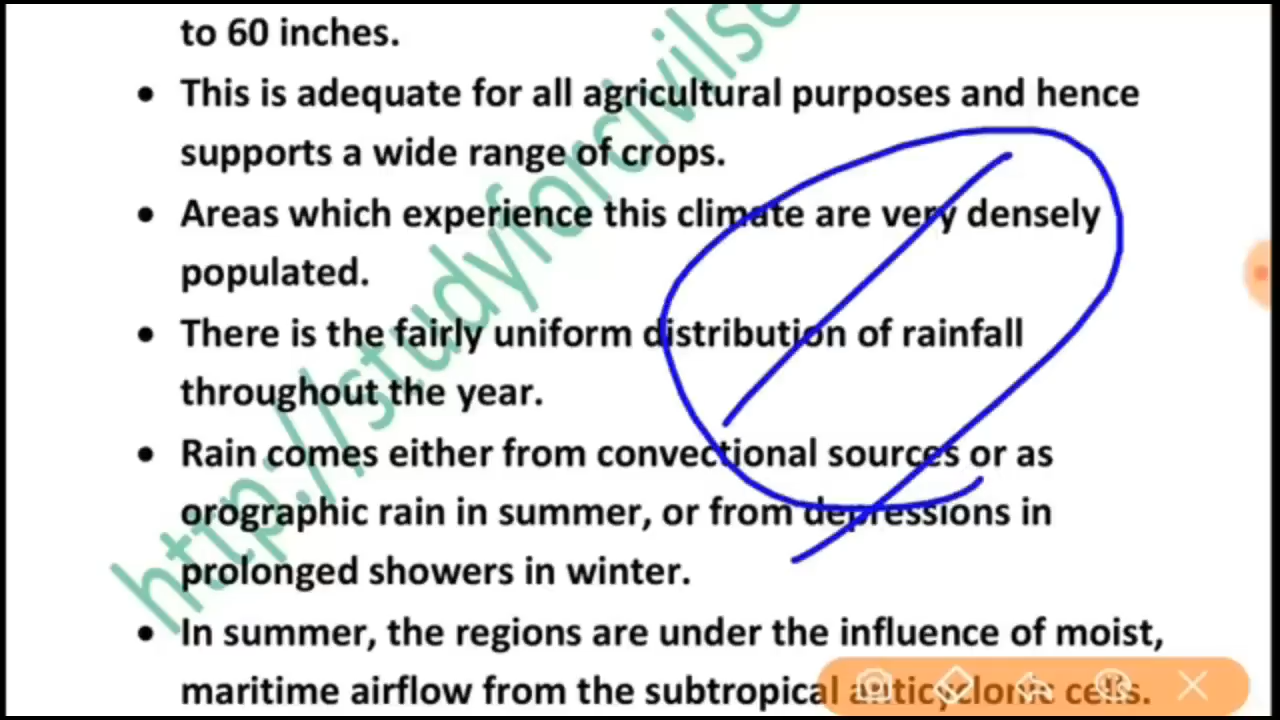 to 60 inches.
• This is adequate for all agricultural purposes and hence
supports a wide range of crops.
• Areas which experience this climate are very densely
populated.
• There is the fairly uniform distribution of rainfall
throughout the year.
• Rain comes either from convectional sources or as
orographic rain in summer, or from depressions in
prolonged showers in winter.
• In summer, the regions are under the influence of moist,
maritime airflow from the subtropical anticyclonic cells.
http://studyforcivilse